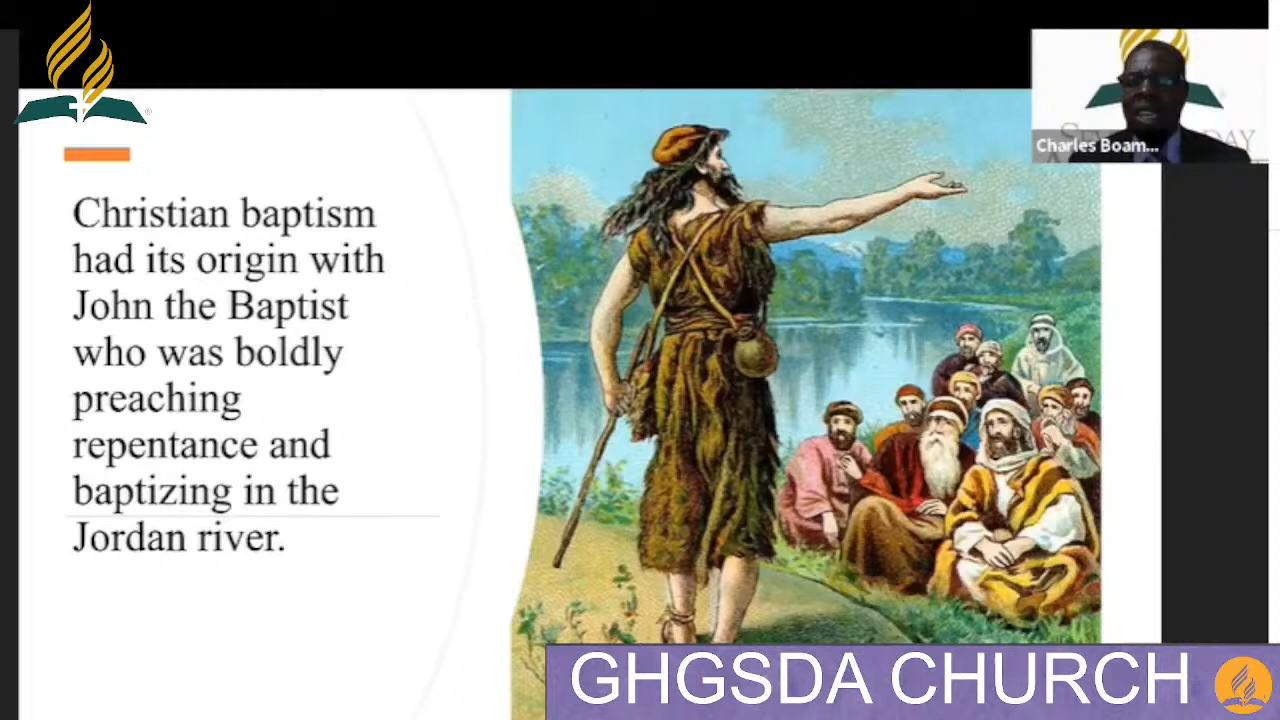 Christian baptism
had its origin with
John the Baptist
who was boldly
preaching
repentance and
baptizing in the
Jordan river.
Charles Boam...
GHGSDA CHURCH